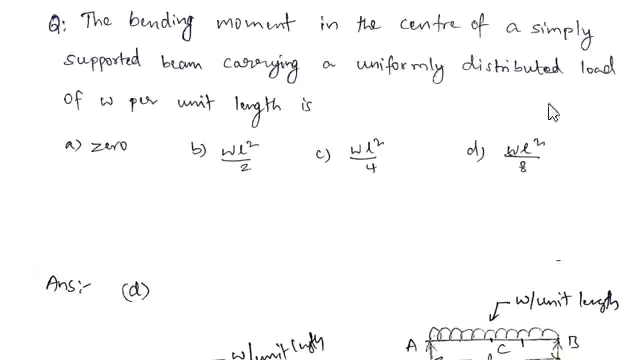 Q: The bending moment in the centre of a simply
supported beam carrying a uniformly distributed load
of w per unit length is
a) zero b) wl²/2 c) wl²/4 d) wl²/8
Ans:- (d)
w/unit length
A C B
w/unit length